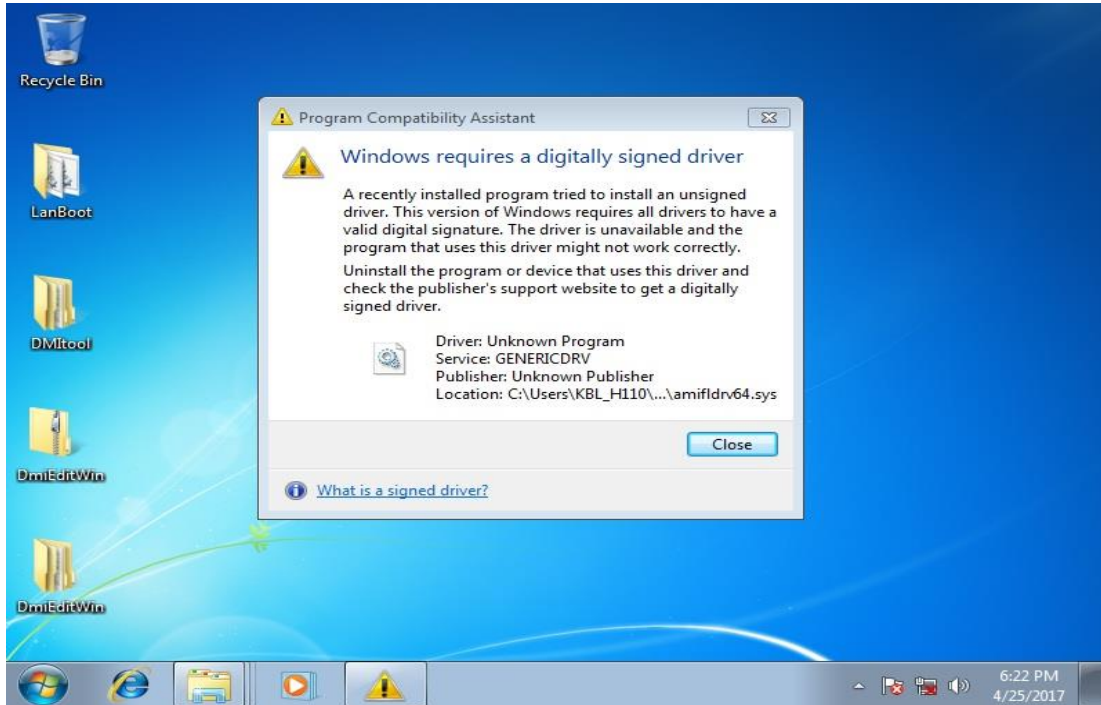 Recycle Bin
LanBoot
DMItool
DmiEditWin
DmiEditWin
Program Compatibility Assistant
Windows requires a digitally signed driver
A recently installed program tried to install an unsigned
driver. This version of Windows requires all drivers to have a
valid digital signature. The driver is unavailable and the
program that uses this driver might not work correctly.
Uninstall the program or device that uses this driver and
check the publisher's support website to get a digitally
signed driver.
Driver: Unknown Program
Service: GENERICDRV
Publisher: Unknown Publisher
Location: C:\Users\KBL_H110\...\amifldrv64.sys
Close
What is a signed driver?
6:22 PM
4/25/2017